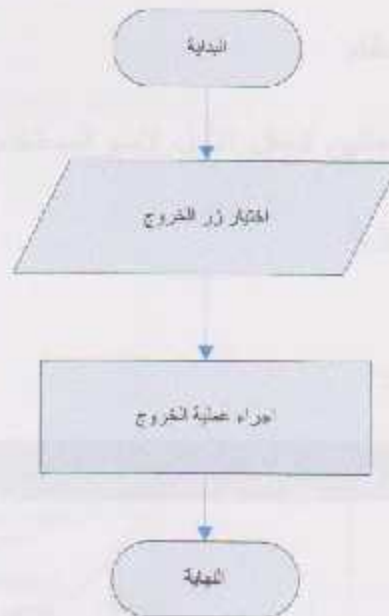 البداية
اختيار زر الخروج
اجراء عملية الخروج
النهاية